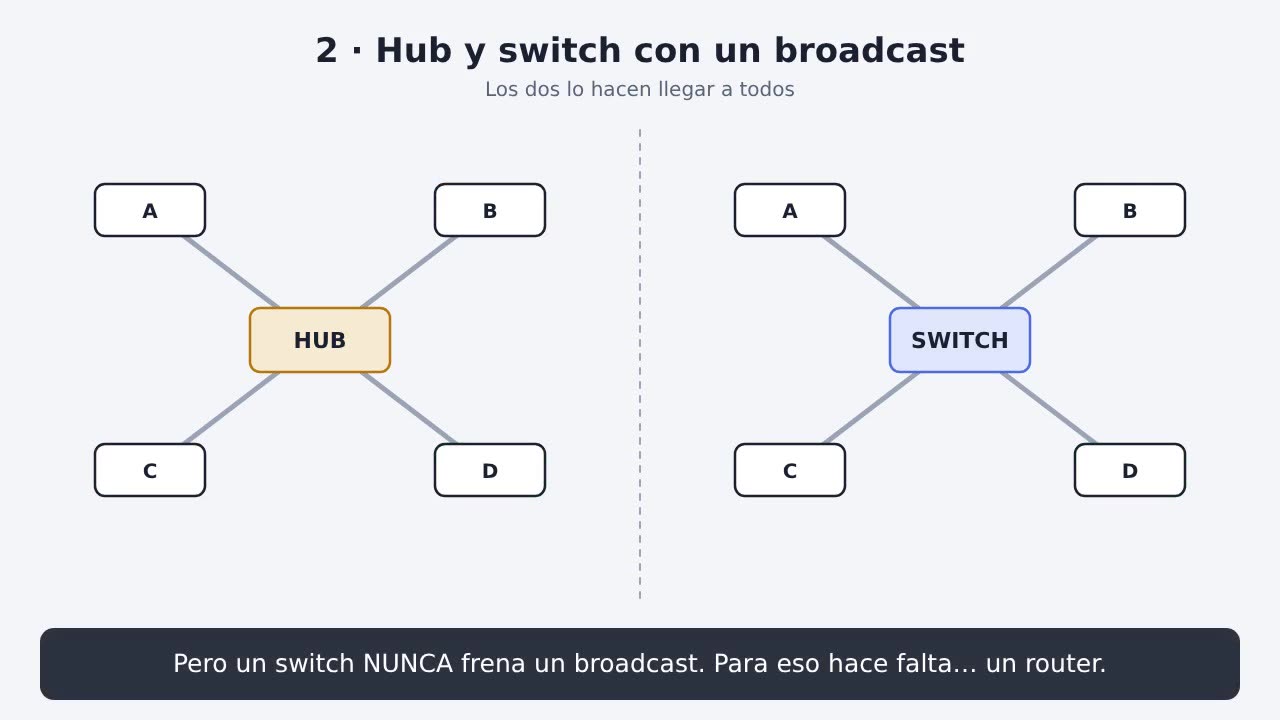 2 · Hub y switch con un broadcast
Los dos lo hacen llegar a todos
A
B
HUB
C
D
A
B
SWITCH
C
D
Pero un switch NUNCA frena un broadcast. Para eso hace falta… un router.